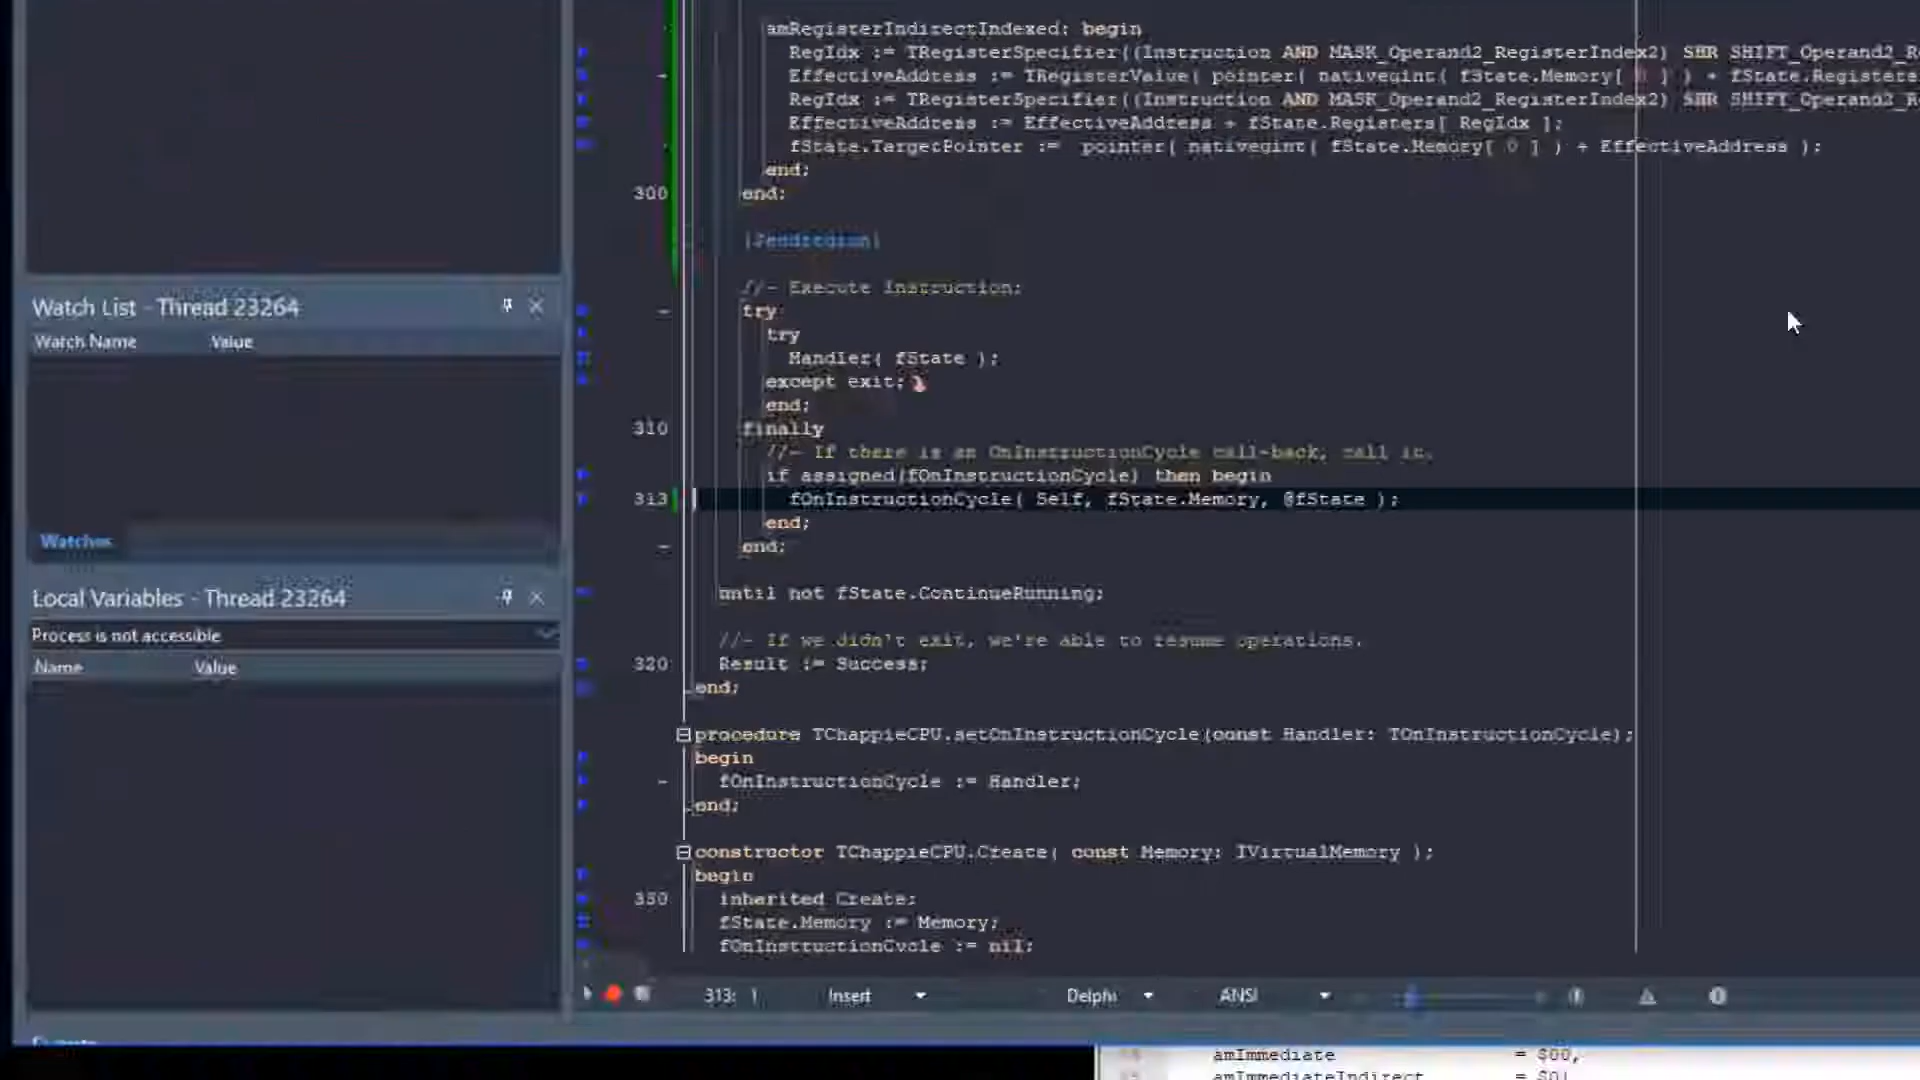 amRegisterIndirectIndexed: begin
RegIdx := TRegisterSpecifier((Instruction AND MASK_Operand2_RegisterIndex2) SHR SHIFT_Operand2_R
EffectiveAddress := TRegisterValue( pointer( nativeint( fState.Memory[ 0 ] ) + fState.Registers
RegIdx := TRegisterSpecifier((Instruction AND MASK_Operand2_RegisterIndex2) SHR SHIFT_Operand2_R
EffectiveAddress := EffectiveAddress + fState.Registers[ RegIdx ];
fState.TargetPointer :=  pointer( nativeint( fState.Memory[ 0 ] ) + EffectiveAddress );
end;
300 end;
{$endregion}
//- Execute Instruction;
try
try
Handler( fState );
except exit;
end;
310 finally
//- If there is an OnInstructionCycle call-back, call it.
if assigned(fOnInstructionCycle) then begin
313 fOnInstructionCycle( Self, fState.Memory, @fState );
end;
end;
until not fState.ContinueRunning;
//- If we didn't exit, we're able to resume operations.
320 Result := Success;
end;
procedure TChappieCPU.setOnInstructionCycle(const Handler: TOnInstructionCycle);
begin
fOnInstructionCycle := Handler;
end;
constructor TChappieCPU.Create( const Memory: IVirtualMemory );
begin
330 inherited Create;
fState.Memory := Memory;
fOnInstructionCycle := nil;
Watch List - Thread 23264
Watch Name Value
Watches
Local Variables - Thread 23264
Process is not accessible
Name Value
313: 1 Insert Delphi ANSI
Events
amImmediate = $00,
amImmediateIndirect = $01